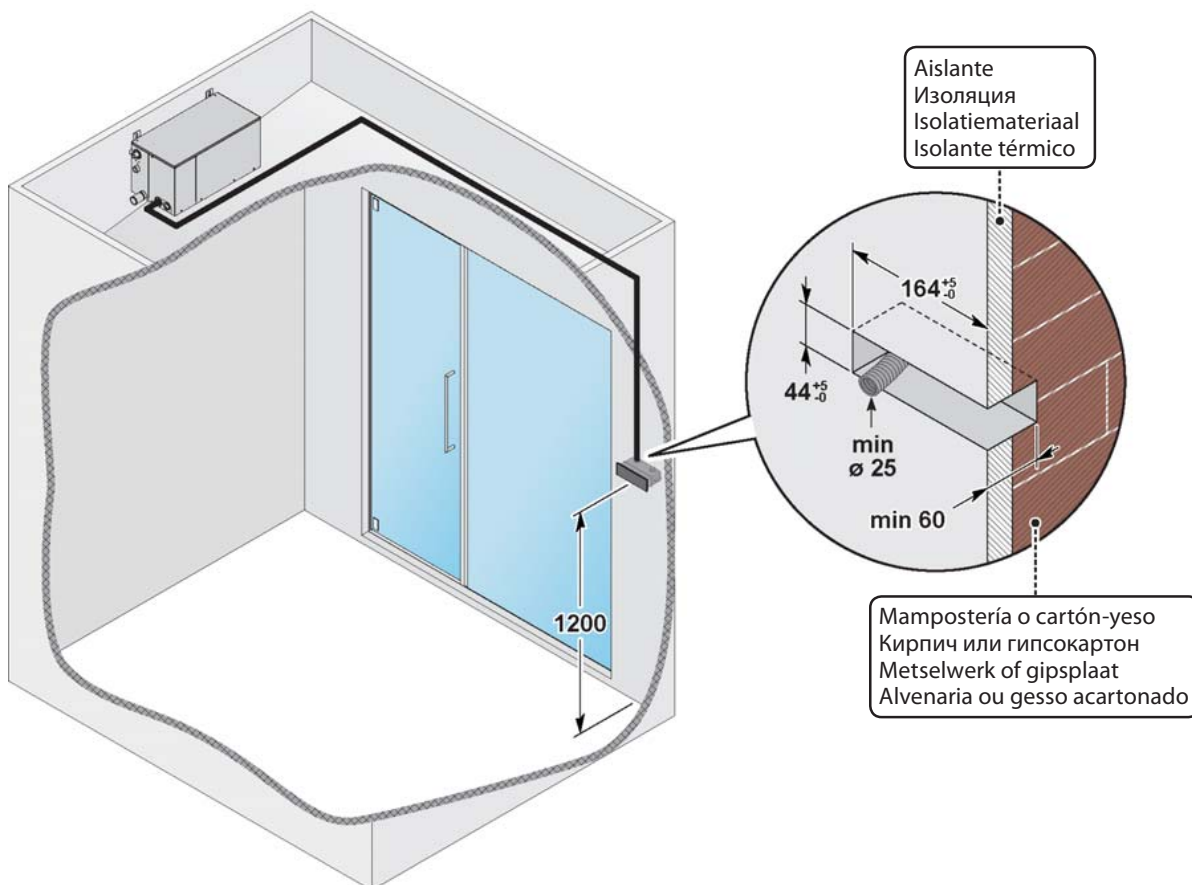 Aislante
Изоляция
Isolatiemateriaal
Isolante térmico
164 +5 -0
44 +5 -0
min
ø 25
min 60
1200
Mampostería o cartón-yeso
Кирпич или гипсокартон
Metselwerk of gipsplaat
Alvenaria ou gesso acartonado